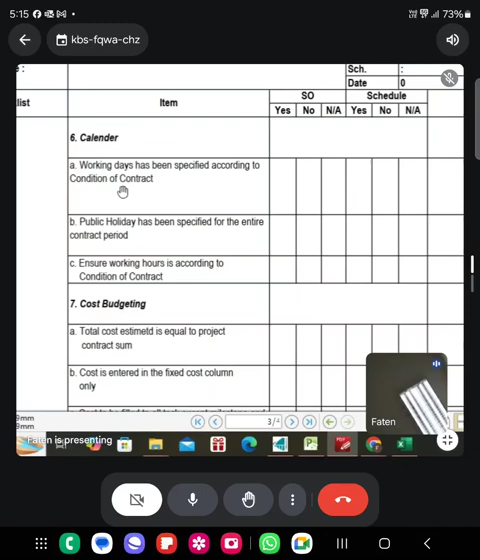 5:15
73%
kbs-fqwa-chz
e :
Sch. :
Date 0
list
Item
SO
Schedule
Yes No N/A Yes No N/A
6. Calender
a. Working days has been specified according to
Condition of Contract
b. Public Holiday has been specified for the entire
contract period
c. Ensure working hours is according to
Condition of Contract
7. Cost Budgeting
a. Total cost estimetd is equal to project
contract sum
b. Cost is entered in the fixed cost column
only
9mm
9mm
3/4
Faten
Faten is presenting